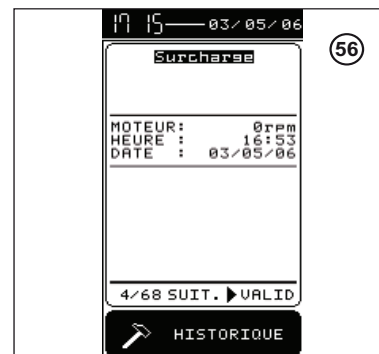 17 15 03/05/06
56
Surcharge
MOTEUR: 0rpm
HEURE : 16:53
DATE : 03/05/06
4/68 SUIT. ▶VALID
HISTORIQUE